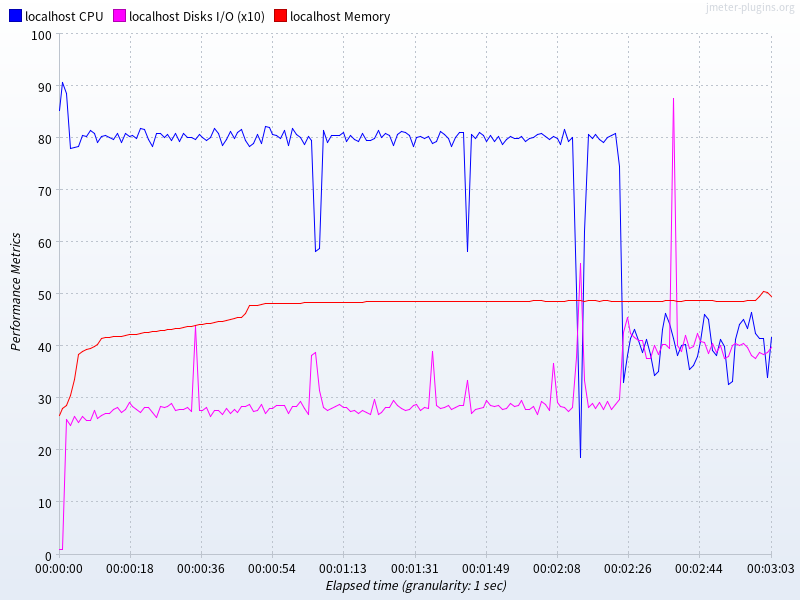 jmeter-plugins.org
localhost CPU localhost Disks I/O (x10) localhost Memory
100
90
80
70
60
50
40
30
20
10
0
Performance Metrics
00:00:00 00:00:18 00:00:36 00:00:54 00:01:13 00:01:31 00:01:49 00:02:08 00:02:26 00:02:44 00:03:03
Elapsed time (granularity: 1 sec)